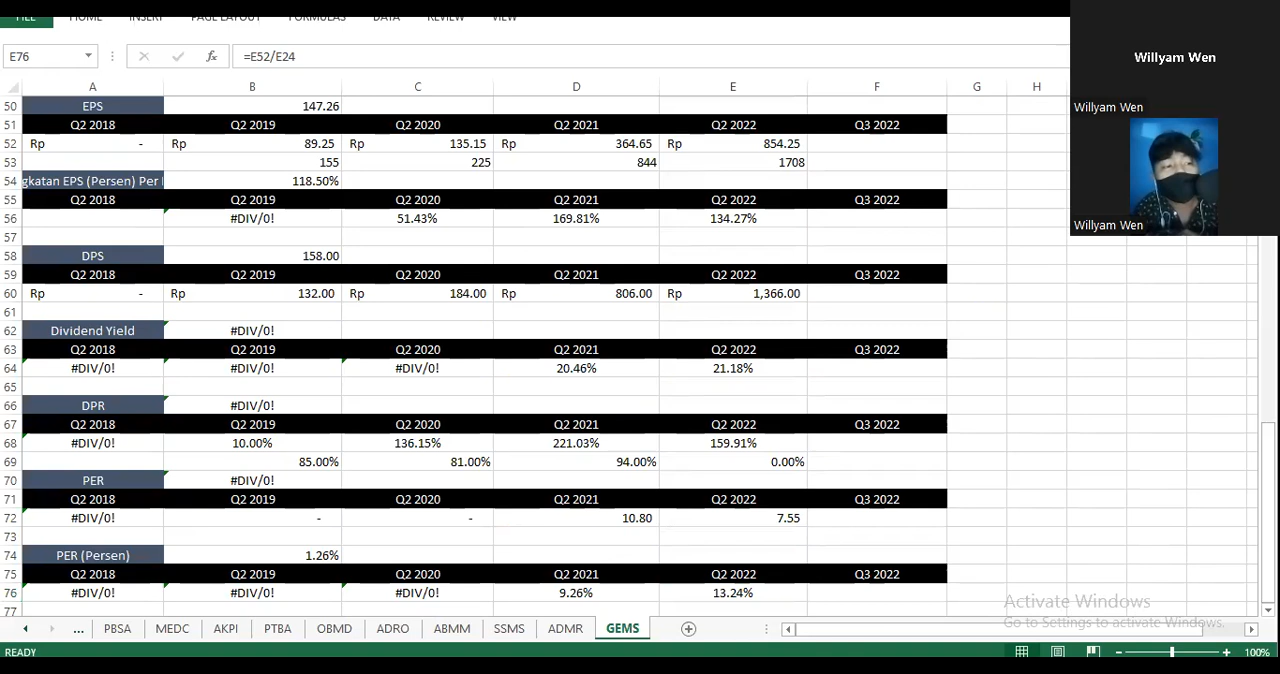 FILE HOME INSERT PAGE LAYOUT FORMULAS DATA REVIEW VIEW
Willyam Wen
E76 fx =E52/E24
A B C D E F G H
Willyam Wen
50 EPS 147.26
51 Q2 2018 Q2 2019 Q2 2020 Q2 2021 Q2 2022 Q3 2022
52 Rp - Rp 89.25 Rp 135.15 Rp 364.65 Rp 854.25
53 155 225 844 1708
54 gkatan EPS (Persen) Per 118.50%
55 Q2 2018 Q2 2019 Q2 2020 Q2 2021 Q2 2022 Q3 2022
56 #DIV/0! 51.43% 169.81% 134.27%
Willyam Wen
57
58 DPS 158.00
59 Q2 2018 Q2 2019 Q2 2020 Q2 2021 Q2 2022 Q3 2022
60 Rp - Rp 132.00 Rp 184.00 Rp 806.00 Rp 1,366.00
61
62 Dividend Yield #DIV/0!
63 Q2 2018 Q2 2019 Q2 2020 Q2 2021 Q2 2022 Q3 2022
64 #DIV/0! #DIV/0! #DIV/0! 20.46% 21.18%
65
66 DPR #DIV/0!
67 Q2 2018 Q2 2019 Q2 2020 Q2 2021 Q2 2022 Q3 2022
68 #DIV/0! 10.00% 136.15% 221.03% 159.91%
69 85.00% 81.00% 94.00% 0.00%
70 PER #DIV/0!
71 Q2 2018 Q2 2019 Q2 2020 Q2 2021 Q2 2022 Q3 2022
72 #DIV/0! - - 10.80 7.55
73
74 PER (Persen) 1.26%
75 Q2 2018 Q2 2019 Q2 2020 Q2 2021 Q2 2022 Q3 2022
76 #DIV/0! #DIV/0! #DIV/0! 9.26% 13.24%
77
Activate Windows
Go to Settings to activate Windows.
... PBSA MEDC AKPI PTBA OBMD ADRO ABMM SSMS ADMR GEMS
READY 100%